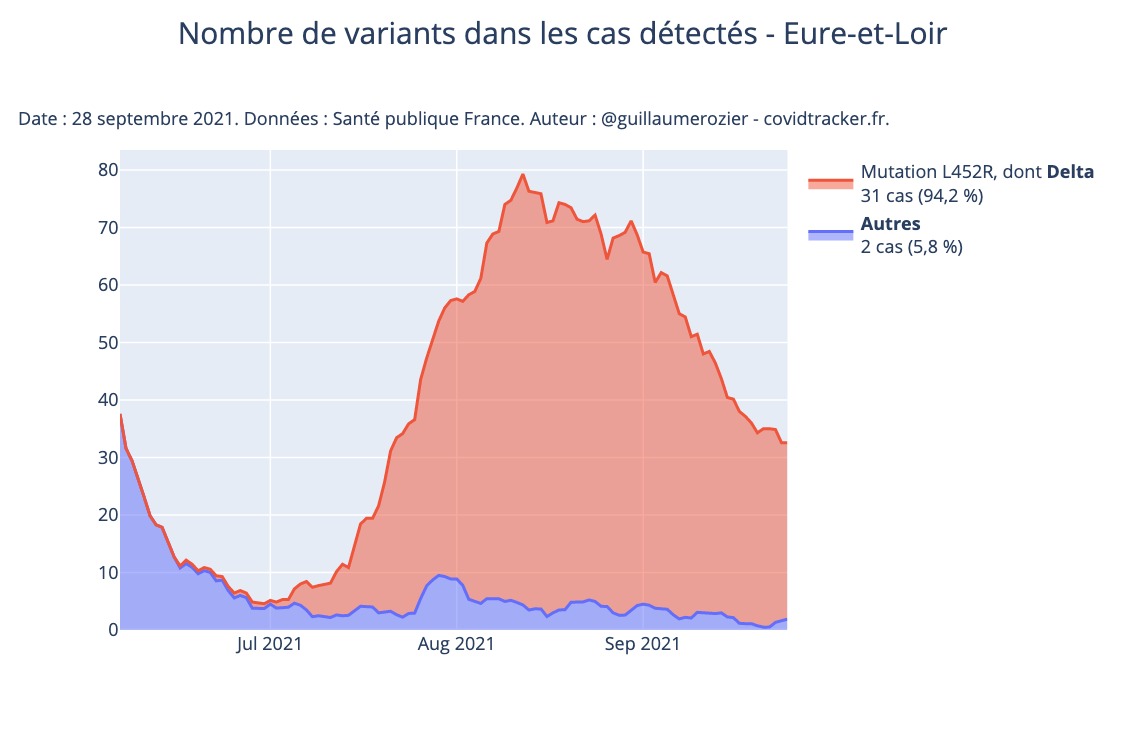 Nombre de variants dans les cas détectés - Eure-et-Loir
Date : 28 septembre 2021. Données : Santé publique France. Auteur : @guillaumerozier - covidtracker.fr.
80
70
60
50
40
30
20
10
0
Jul 2021
Aug 2021
Sep 2021
Mutation L452R, dont Delta
31 cas (94,2 %)
Autres
2 cas (5,8 %)